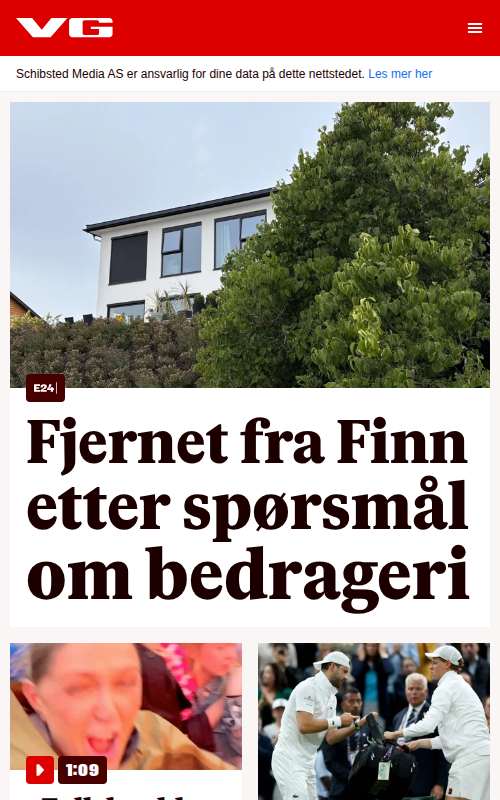 VG
Schibsted Media AS er ansvarlig for dine data på dette nettstedet. Les mer her
E24
Fjernet fra Finn
etter spørsmål
om bedrageri
1:09